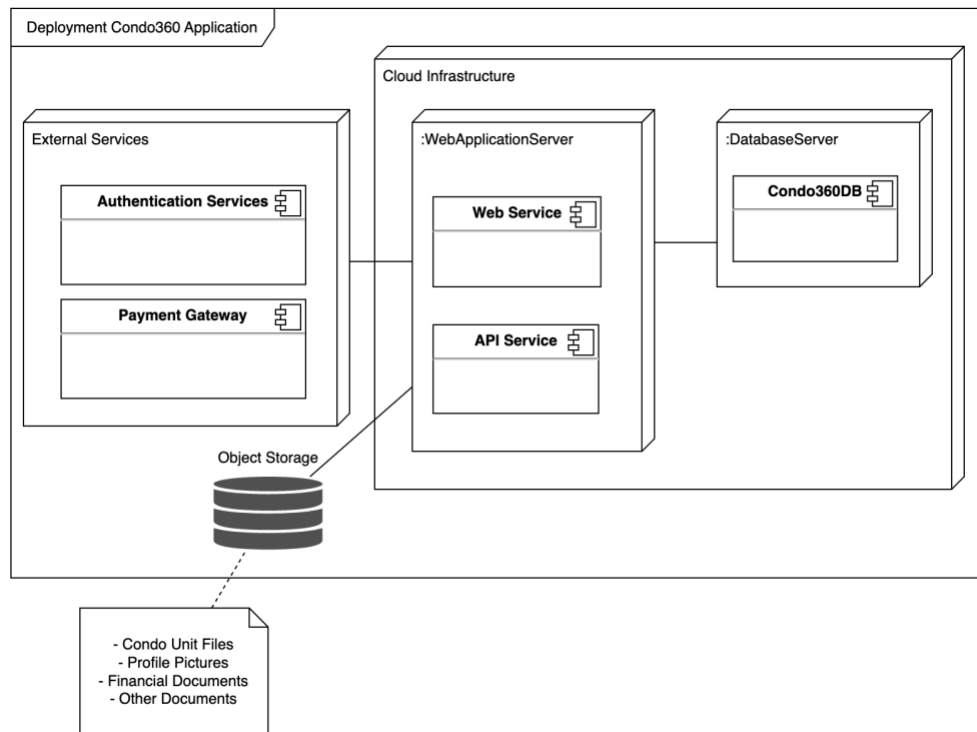 Deployment Condo360 Application
Cloud Infrastructure
External Services
:WebApplicationServer
:DatabaseServer
Authentication Services
Web Service
Condo360DB
Payment Gateway
API Service
Object Storage
- Condo Unit Files
- Profile Pictures
- Financial Documents
- Other Documents